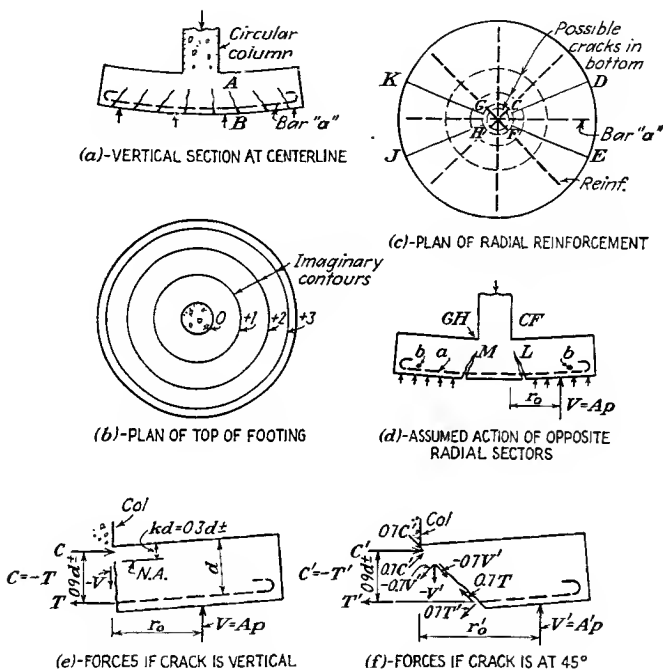 Circular
column
A
B
Bar "a"
(a)-VERTICAL SECTION AT CENTERLINE
Possible
cracks in
bottom
K
D
G
C
H
F
J
E
Bar "a"
Reinf.
(c)-PLAN OF RADIAL REINFORCEMENT
Imaginary
contours
0
+1
+2
+3
(b)-PLAN OF TOP OF FOOTING
GH
CF
b
a
M
L
b
r₀
V=Ap
(d)-ASSUMED ACTION OF OPPOSITE
RADIAL SECTORS
Col
kd=0.3d±
C
C=-T
0.9d±
-V
N.A.
d
T
r₀
V=Ap
(e)-FORCES IF CRACK IS VERTICAL
Col
0.7C'
C'
C'=-T'
0.9d±
0.7C'
-0.7V'
-0.7V'
-V'
0.7T
T'
0.7T'
r₀'
V'=A'p
(f)-FORCES IF CRACK IS AT 45°